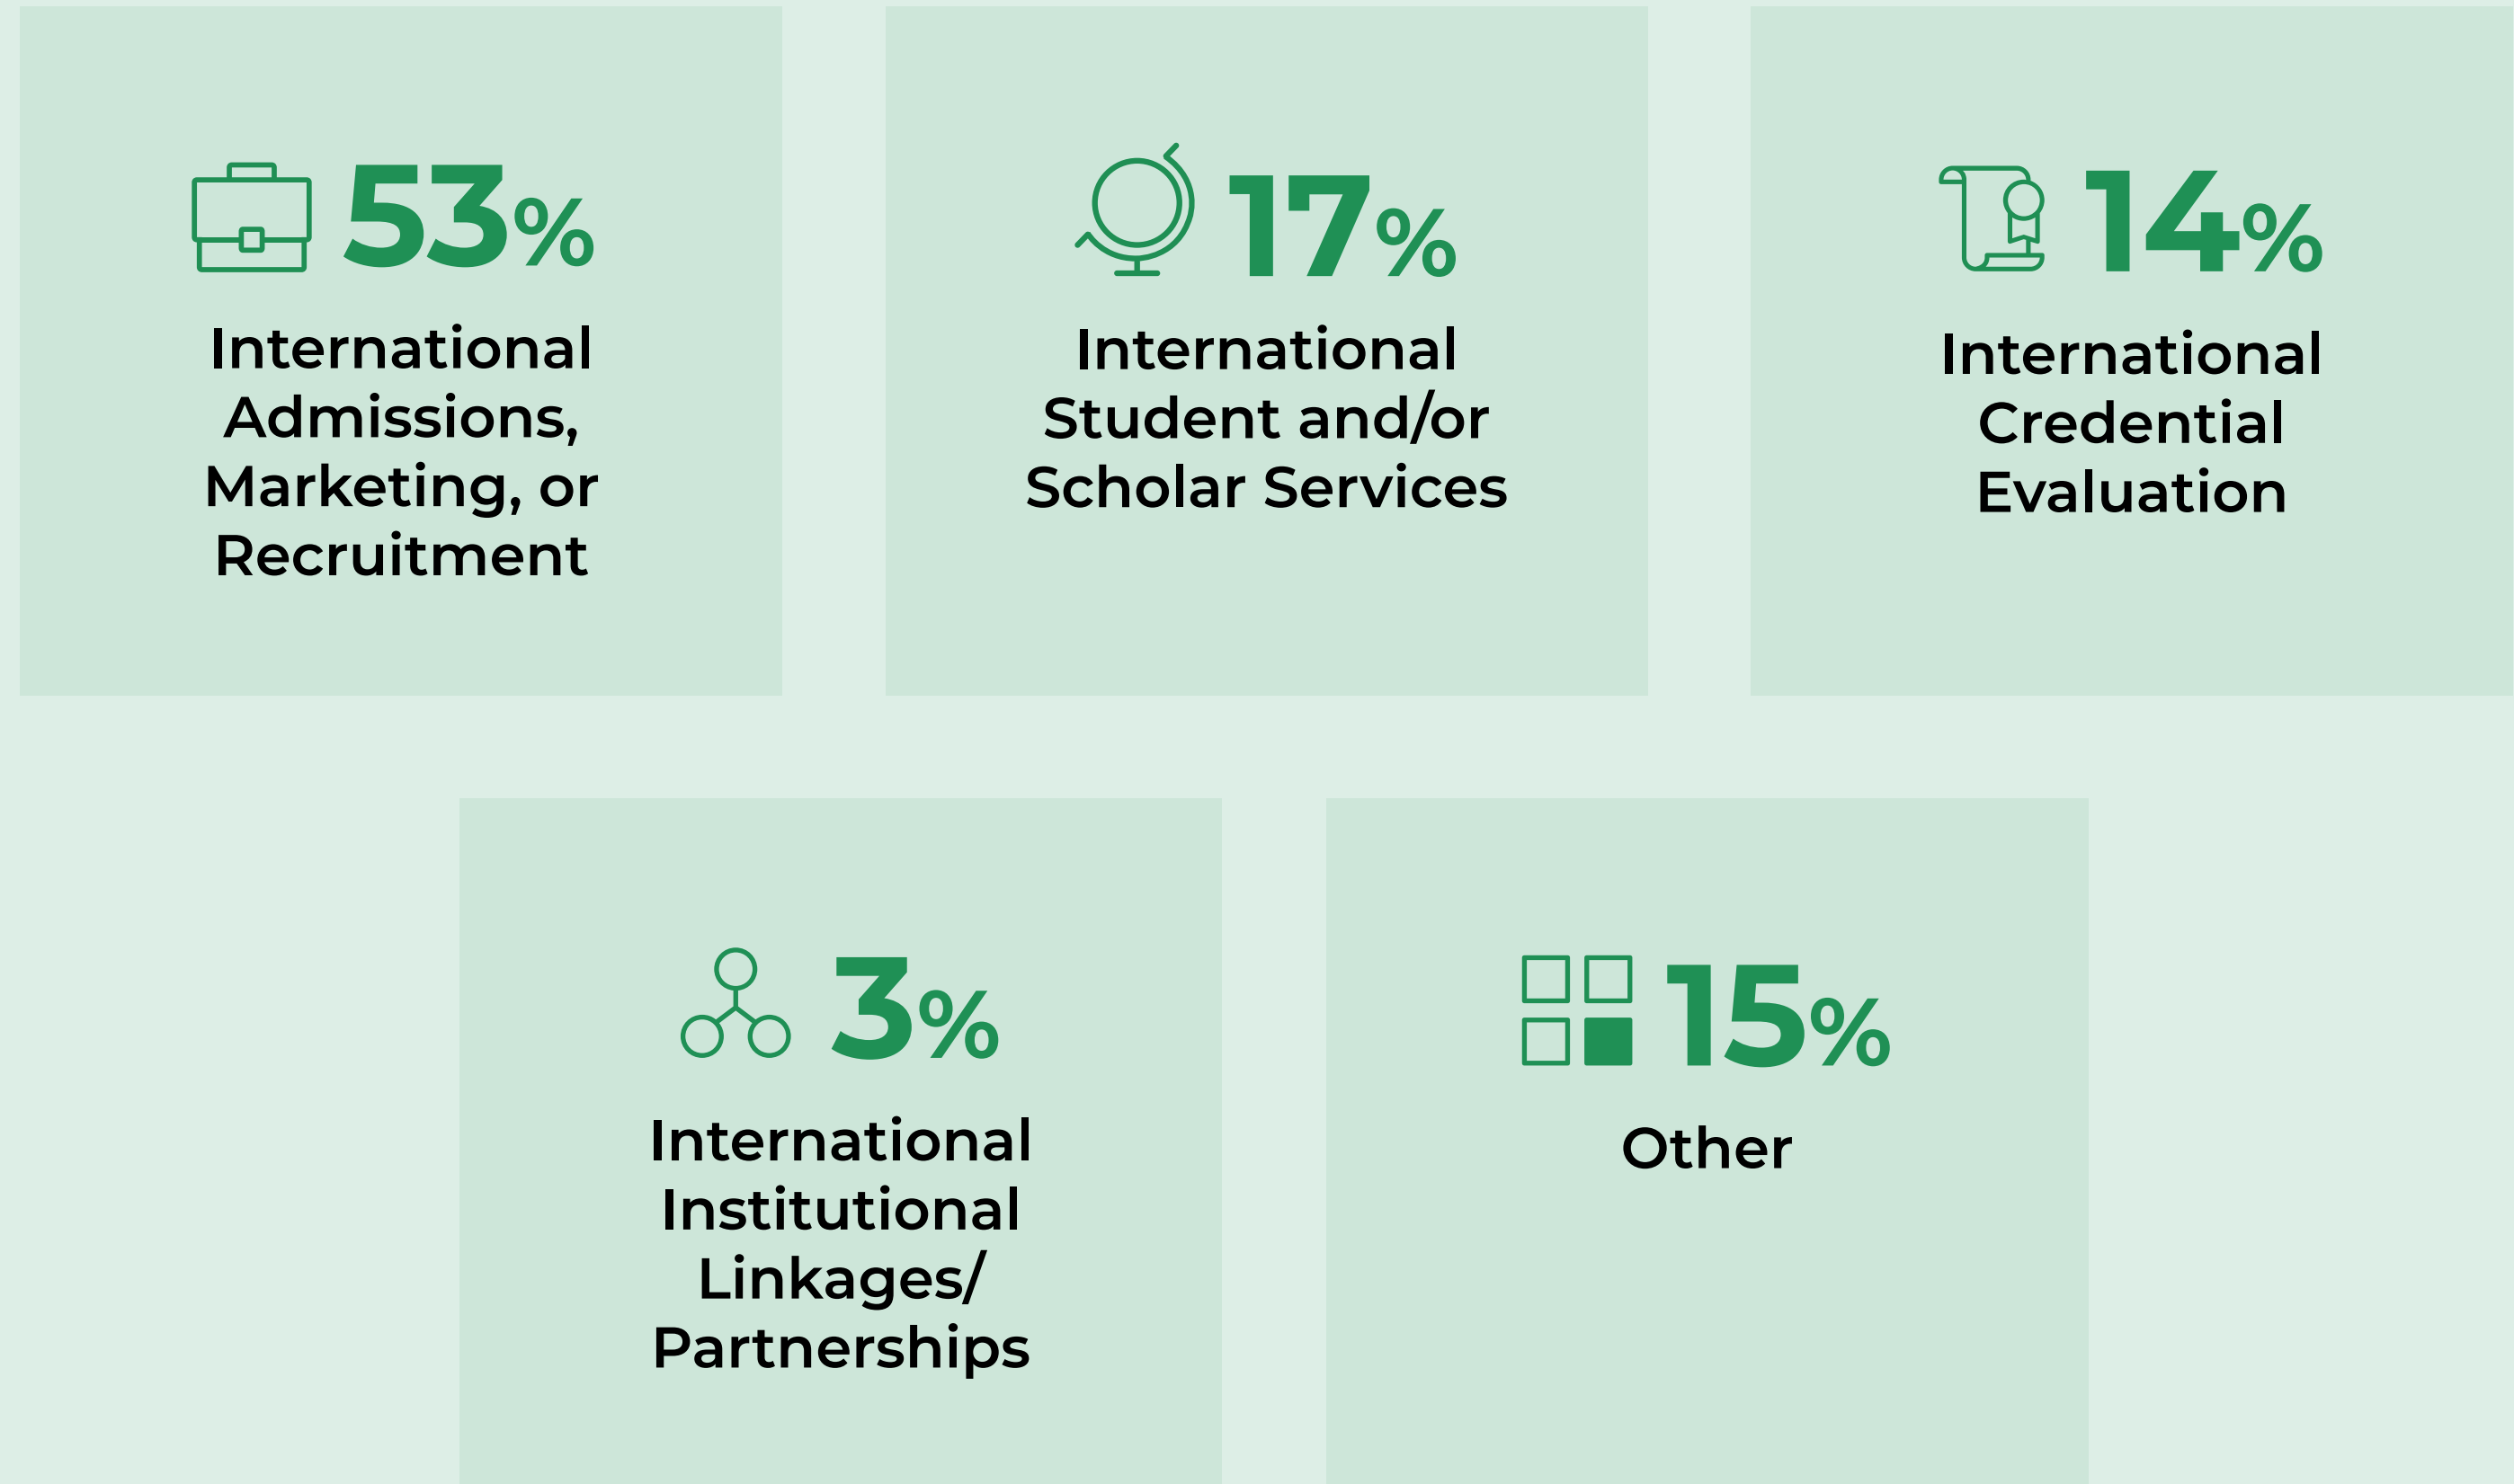 53%
International
Admissions,
Marketing, or
Recruitment
17%
International
Student and/or
Scholar Services
14%
International
Credential
Evaluation
3%
International
Institutional
Linkages/
Partnerships
15%
Other